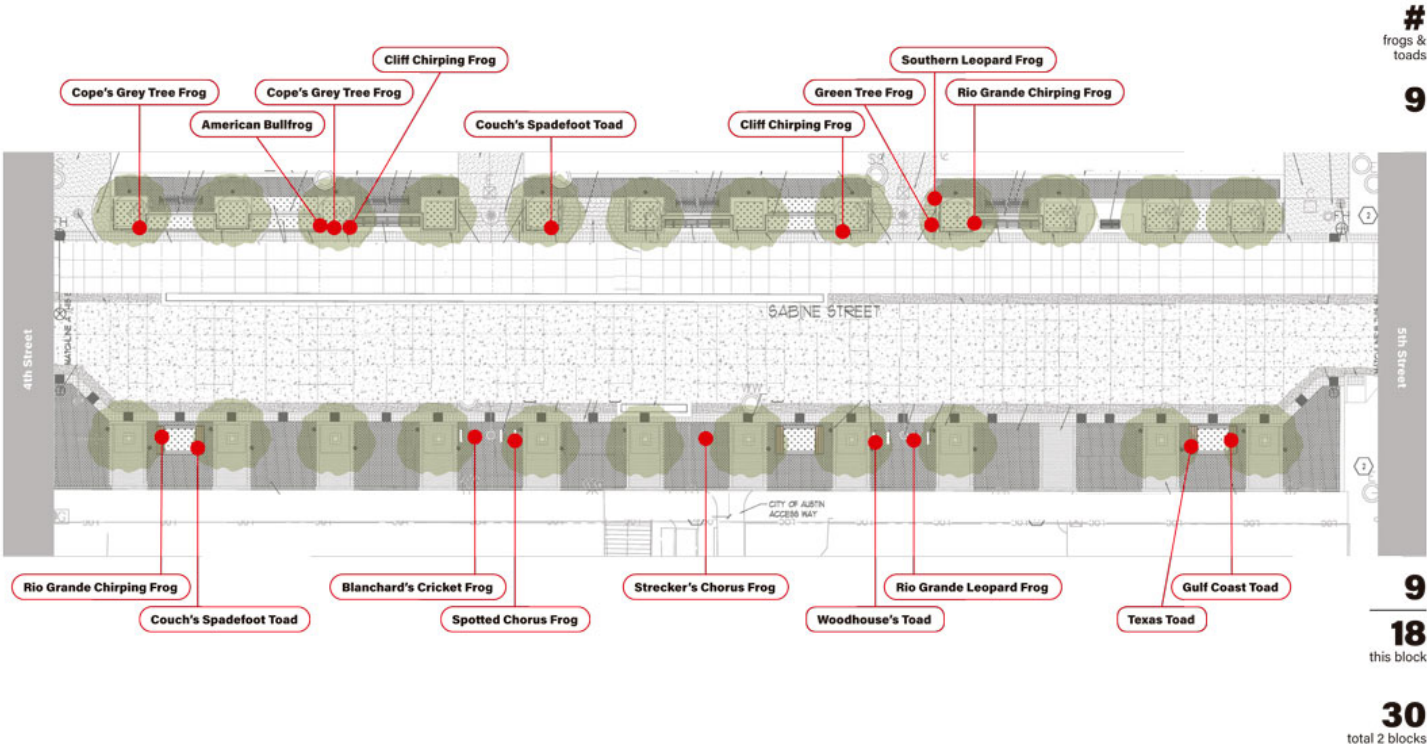 #
frogs &
toads
Cliff Chirping Frog
Southern Leopard Frog
Cope's Grey Tree Frog
Cope's Grey Tree Frog
Green Tree Frog
Rio Grande Chirping Frog
9
American Bullfrog
Couch's Spadefoot Toad
Cliff Chirping Frog
2
SABINE STREET
4th Street
5th Street
WW
2
CITY OF AUSTIN
ACCESS WAY
Rio Grande Chirping Frog
Blanchard's Cricket Frog
Strecker's Chorus Frog
Rio Grande Leopard Frog
Gulf Coast Toad
9
Couch's Spadefoot Toad
Spotted Chorus Frog
Woodhouse's Toad
Texas Toad
18
this block
30
total 2 blocks